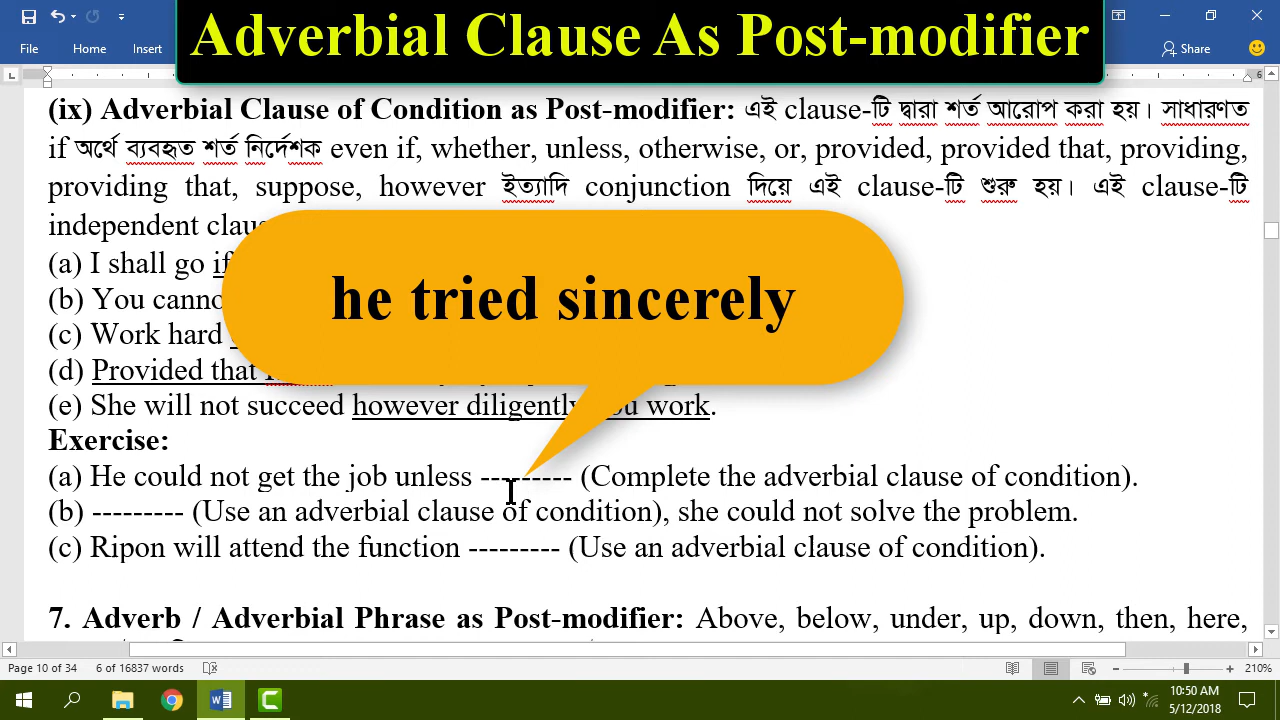 Adverbial Clause As Post-modifier
File Home Insert Share
6
(ix) Adverbial Clause of Condition as Post-modifier: এই clause-টি দ্বারা শর্ত আরোপ করা হয়। সাধারণত
if অর্থে ব্যবহৃত শর্ত নির্দেশক even if, whether, unless, otherwise, or, provided, provided that, providing,
providing that, suppose, however ইত্যাদি conjunction দিয়ে এই clause-টি শুরু হয়। এই clause-টি
independent
he tried sincerely
(a) I shall go if
(b) You
(c) Work hard
(d) Provided that
(e) She will not succeed however diligently you work.
Exercise:
(a) He could not get the job unless --------- (Complete the adverbial clause of condition).
(b) --------- (Use an adverbial clause of condition), she could not solve the problem.
(c) Ripon will attend the function --------- (Use an adverbial clause of condition).
7. Adverb / Adverbial Phrase as Post-modifier: Above, below, under, up, down, then, here,
Page 10 of 34 6 of 16837 words 210%
10:50 AM
5/12/2018